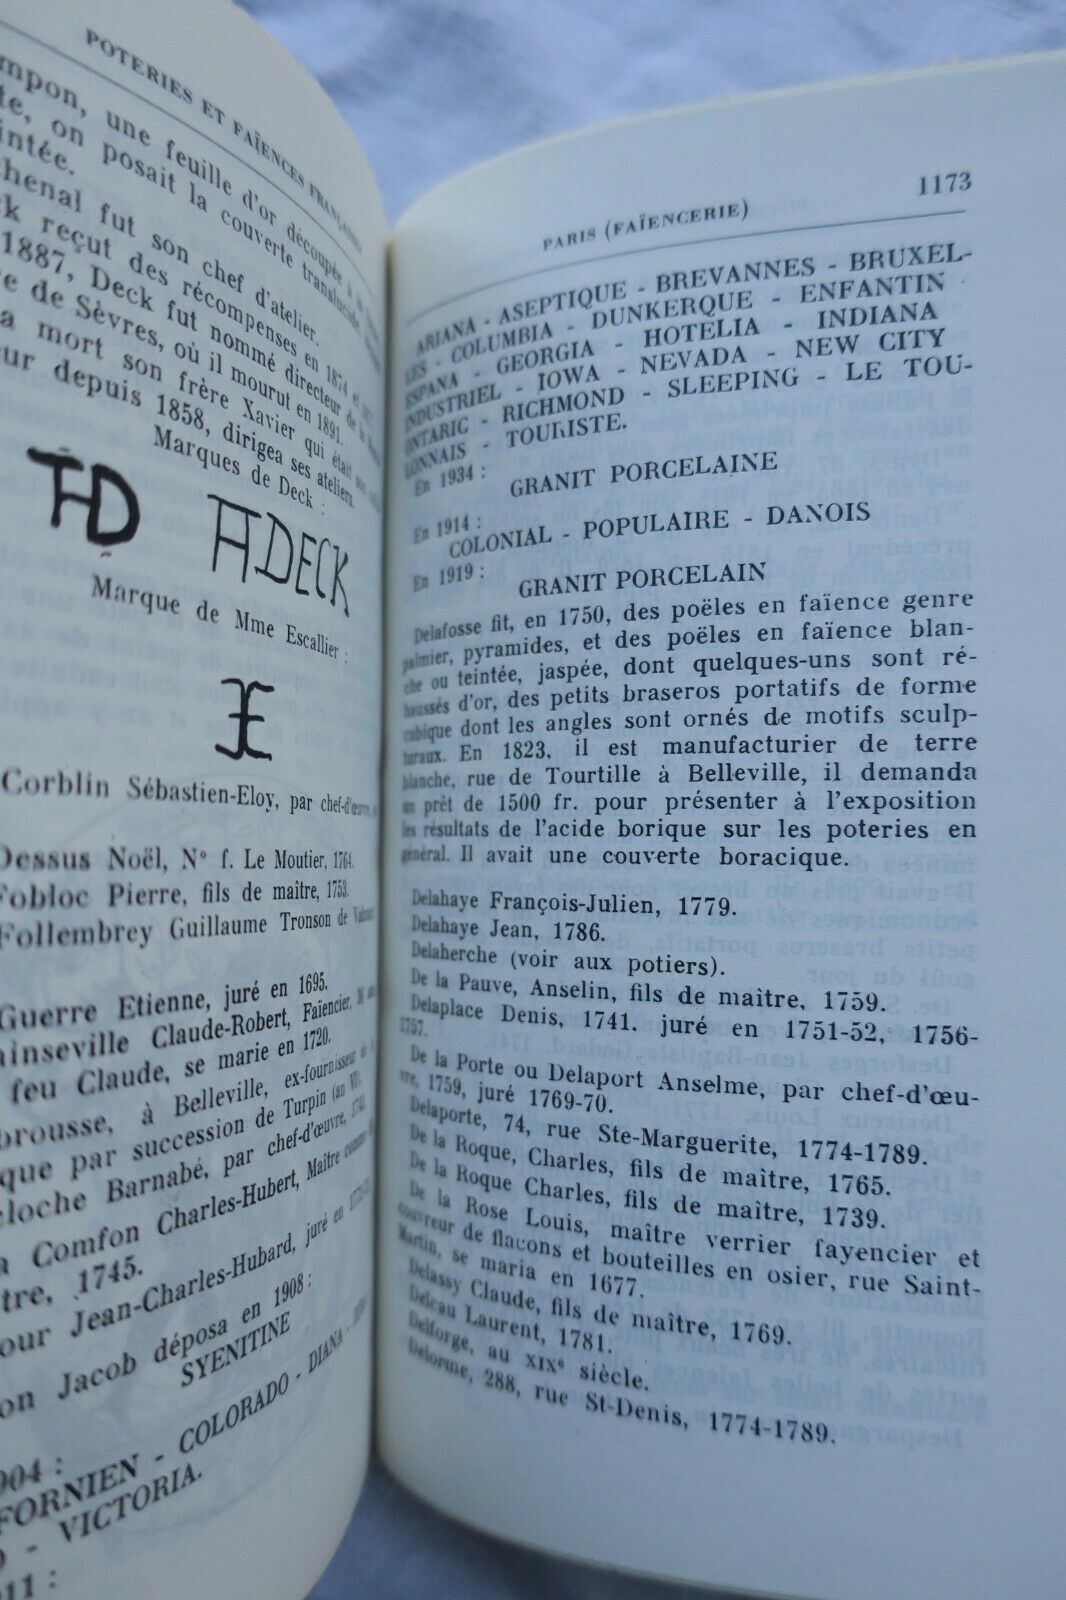 POTERIES ET FAÏENCES FRANÇAISES
mpon, une feuille d'or découpée à
te, on posait la couverte translucide
intée.
henal fut son chef d'atelier.
k reçut des récompenses en 1874 et
1887, Deck fut nommé directeur de la
re de Sèvres, où il mourut en 1891.
a mort son frère Xavier qui était son
ur depuis 1858, dirigea ses ateliers.
Marques de Deck :
THD THDECK
Marque de Mme Escallier :
Æ
Corblin Sébastien-Eloy, par chef-d'œuvre,
Dessus Noël, N° f. Le Moutier, 1764.
Fobloc Pierre, fils de maître, 1753.
Follembrey Guillaume Tronson de
Guerre Etienne, juré en 1695.
ainseville Claude-Robert, Faïencier,
feu Claude, se marie en 1720.
brousse, à Belleville, ex-fournisseur
que par succession de Turpin (an VI).
eloche Barnabé, par chef-d'œuvre,
a Comfon Charles-Hubert, Maître
tre, 1745.
our Jean-Charles-Hubard, juré en
on Jacob déposa en 1908 :
SYENITINE
904 :
FORNIEN - COLORADO - DIANA -
- VICTORIA.
911 :
PARIS (FAÏENCERIE) 1173
ARIANA - ASEPTIQUE - BREVANNES - BRUXEL-
LES - COLUMBIA - DUNKERQUE - ENFANTIN
ESPANA - GEORGIA - HOTELIA - INDIANA
INDUSTRIEL - IOWA - NEVADA - NEW CITY
ONTARIC - RICHMOND - SLEEPING - LE TOU-
LONNAIS - TOURISTE.
En 1934 :
GRANIT PORCELAINE
En 1914 :
COLONIAL - POPULAIRE - DANOIS
En 1919 :
GRANIT PORCELAIN
Delafosse fit, en 1750, des poëles en faïence genre
palmier, pyramides, et des poëles en faïence blan-
che ou teintée, jaspée, dont quelques-uns sont ré-
haussés d'or, des petits braseros portatifs de forme
cubique dont les angles sont ornés de motifs sculp-
turaux. En 1823, il est manufacturier de terre
blanche, rue de Tourtille à Belleville, il demanda
un prêt de 1500 fr. pour présenter à l'exposition
les résultats de l'acide borique sur les poteries en
général. Il avait une couverte boracique.
Delahaye François-Julien, 1779.
Delahaye Jean, 1786.
Delaherche (voir aux potiers).
De la Pauve, Anselin, fils de maître, 1759.
Delaplace Denis, 1741. juré en 1751-52, 1756-
1757.
De la Porte ou Delaport Anselme, par chef-d'œu-
vre, 1759, juré 1769-70.
Delaporte, 74, rue Ste-Marguerite, 1774-1789.
De la Roque, Charles, fils de maître, 1765.
De la Roque Charles, fils de maître, 1739.
De la Rose Louis, maître verrier fayencier et
couvreur de flacons et bouteilles en osier, rue Saint-
Martin, se maria en 1677.
Delassy Claude, fils de maître, 1769.
Deleau Laurent, 1781.
Delforge, au XIXe siècle.
Delorme, 288, rue St-Denis, 1774-1789.